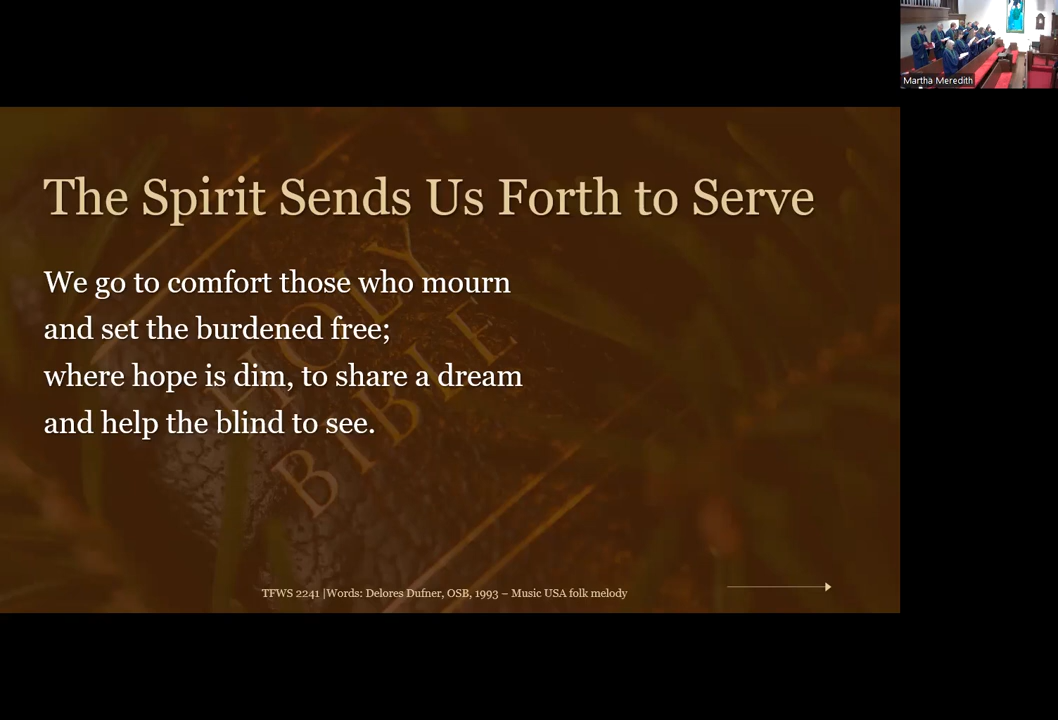 Martha Meredith
The Spirit Sends Us Forth to Serve
We go to comfort those who mourn
and set the burdened free;
where hope is dim, to share a dream
and help the blind to see.
HOLY
BIBLE
TFWS 2241 |Words: Delores Dufner, OSB, 1993 – Music USA folk melody